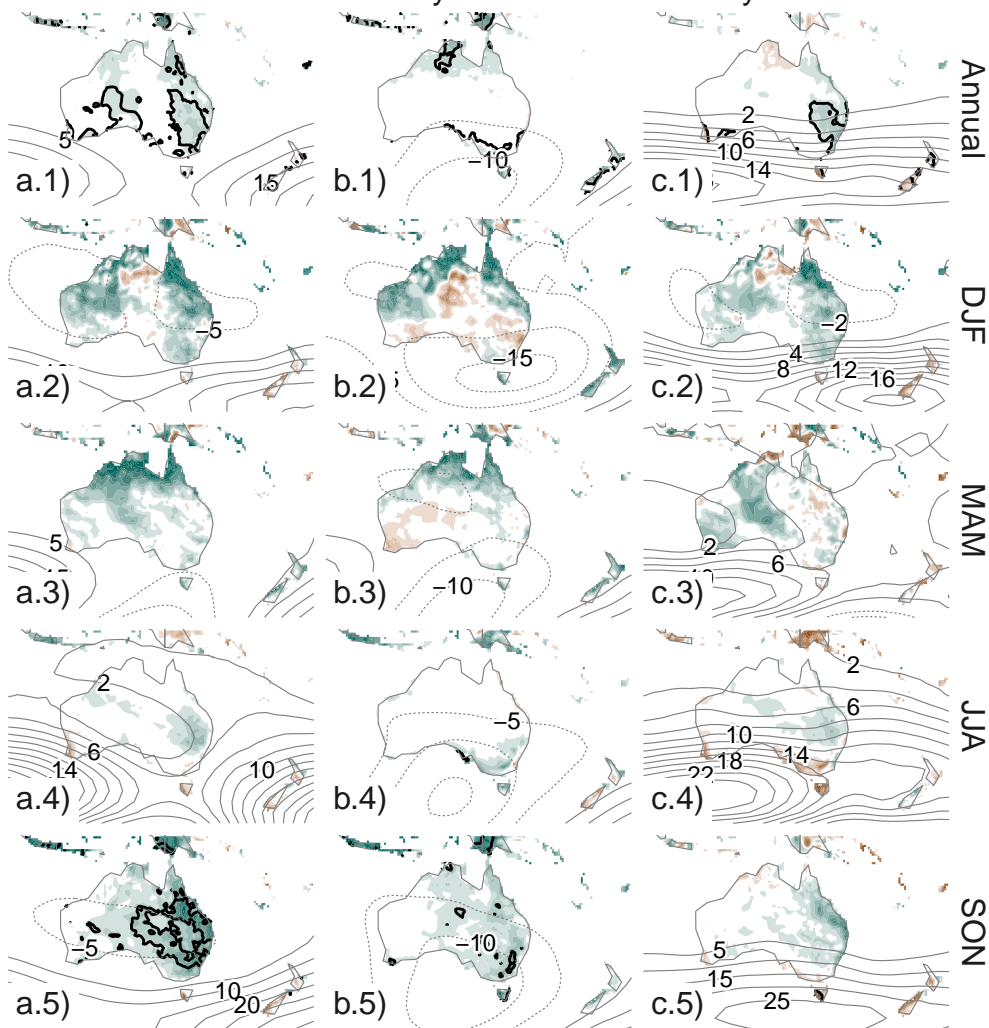 5
15
a.1)
−10
b.1)
2
6
10
14
c.1)
Annual
−5
a.2)
−15
b.2)
−2
4
8
12
16
c.2)
DJF
5
a.3)
−10
b.3)
2
6
c.3)
MAM
2
6
14
10
a.4)
−5
b.4)
2
6
10
14
18
22
c.4)
JJA
−5
10
20
a.5)
−10
b.5)
5
15
25
c.5)
SON